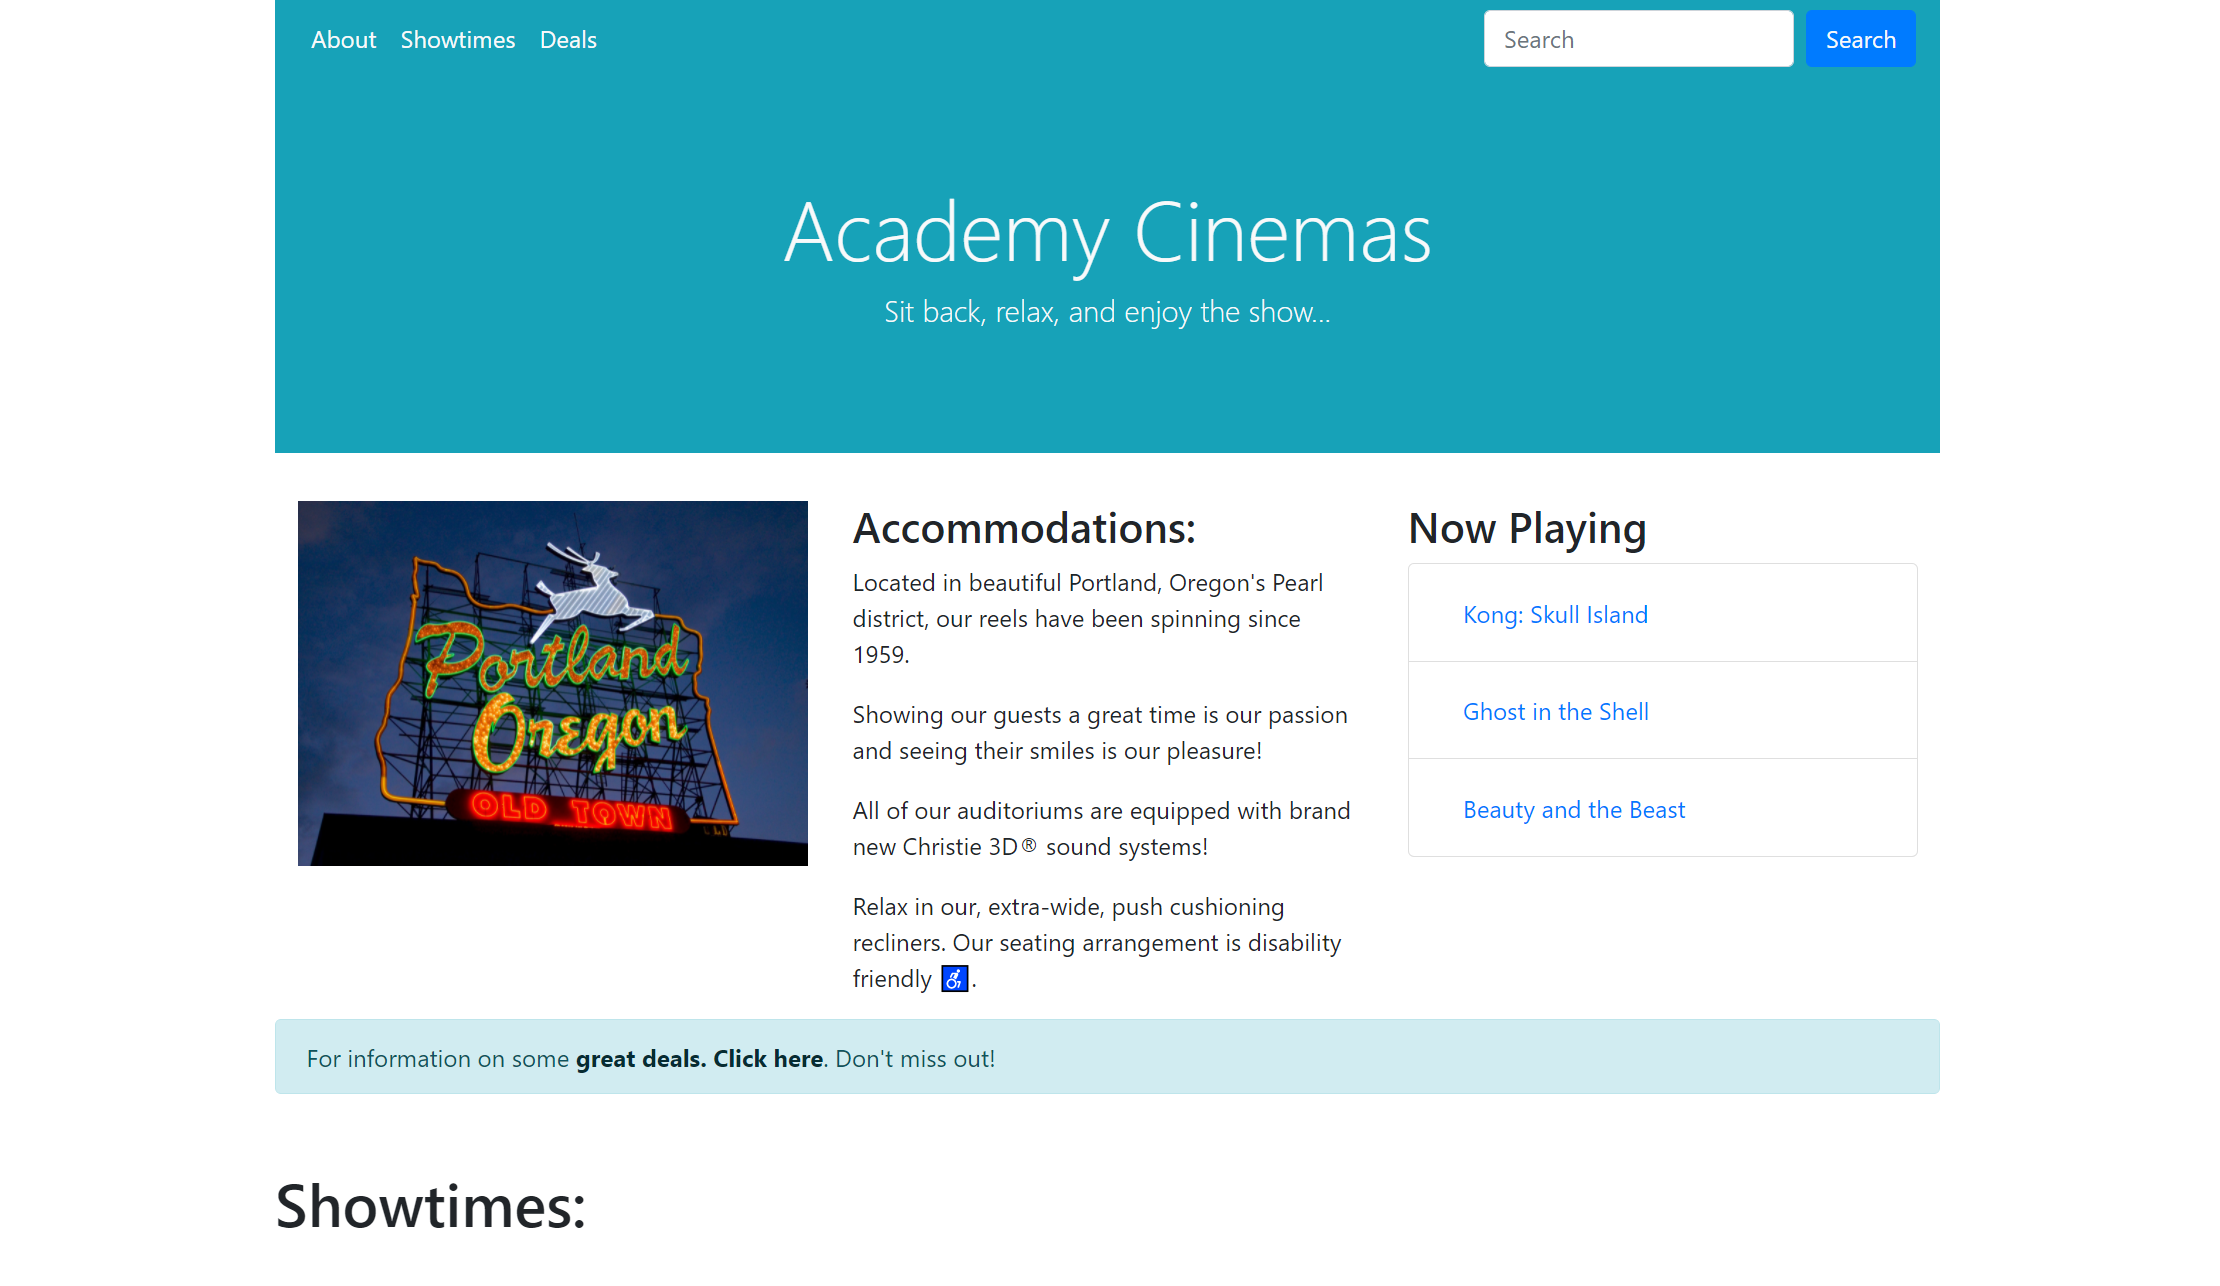 About Showtimes Deals Search Search
Academy Cinemas
Sit back, relax, and enjoy the show...
Portland
Oregon
OLD TOWN
Accommodations:
Located in beautiful Portland, Oregon's Pearl
district, our reels have been spinning since
1959.
Showing our guests a great time is our passion
and seeing their smiles is our pleasure!
All of our auditoriums are equipped with brand
new Christie 3D® sound systems!
Relax in our, extra-wide, push cushioning
recliners. Our seating arrangement is disability
friendly ♿.
Now Playing
Kong: Skull Island
Ghost in the Shell
Beauty and the Beast
For information on some great deals. Click here. Don't miss out!
Showtimes: